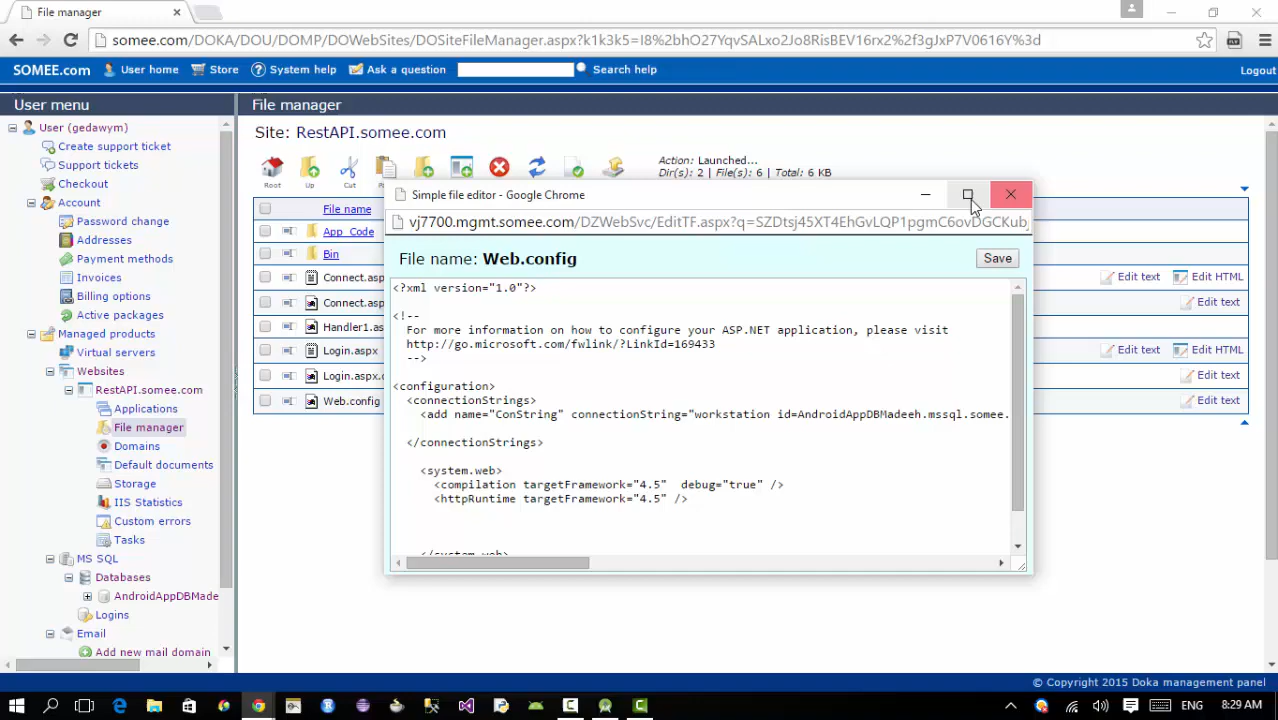 File manager
someee.com/DOKA/DOU/DOMP/DOWebSites/DOSiteFileManager.aspx?k1k3k5=I8%2bhO27YqvSALxo2Jo8RisBEV16rx2%2f3gJxP7V0616Y%3d
SOMEE.com User home Store System help Ask a question Search help Logout
User menu
File manager
User (gedawym)
Create support ticket
Support tickets
Checkout
Account
Password change
Addresses
Payment methods
Invoices
Billing options
Active packages
Managed products
Virtual servers
Websites
RestAPI.somee.com
Applications
File manager
Domains
Default documents
Storage
IIS Statistics
Custom errors
Tasks
MS SQL
Databases
AndroidAppDBMade
Logins
Email
Add new mail domain
Site: RestAPI.somee.com
Action: Launched...
Dir(s): 2 | File(s): 6 | Total: 6 KB
Root Up Cut
File name
App_Code
Bin
Connect.asp Edit text Edit HTML
Connect.asp Edit text
Handler1.as
Login.aspx Edit text Edit HTML
Login.aspx.c Edit text
Web.config Edit text
Simple file editor - Google Chrome
vj7700.mgmt.somee.com/DZWebSvc/EditTF.aspx?q=SZDtsj45XT4EhGvLQP1pgmC6ovDGCKub
File name: Web.config Save
<?xml version="1.0"?>
<!--
For more information on how to configure your ASP.NET application, please visit
http://go.microsoft.com/fwlink/?LinkId=169433
-->
<configuration>
<connectionStrings>
<add name="ConString" connectionString="workstation id=AndroidAppDBMadeeh.mssql.somee.
</connectionStrings>
<system.web>
<compilation targetFramework="4.5" debug="true" />
<httpRuntime targetFramework="4.5" />
</system.web>
© Copyright 2015 Doka management panel
ENG 8:29 AM